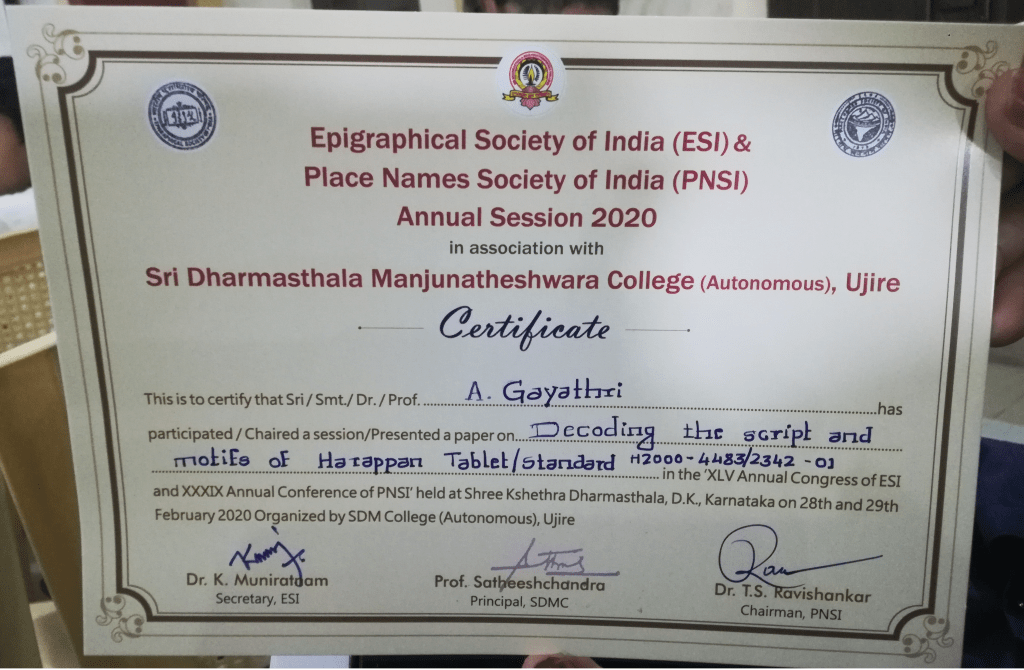 Epigraphical Society of India (ESI) &
Place Names Society of India (PNSI)
Annual Session 2020
in association with
Sri Dharmasthala Manjunatheshwara College (Autonomous), Ujire
Certificate
This is to certify that Sri / Smt./ Dr. / Prof. A. Gayathri has
participated / Chaired a session/Presented a paper on Decoding the script and
motifs of Harappan Tablet/standard H2000-4483/2342-01 in the 'XLV Annual Congress of ESI
and XXXIX Annual Conference of PNSI' held at Shree Kshethra Dharmasthala, D.K., Karnataka on 28th and 29th
February 2020 Organized by SDM College (Autonomous), Ujire
Dr. K. Muniratnam
Secretary, ESI
Prof. Satheeshchandra
Principal, SDMC
Dr. T.S. Ravishankar
Chairman, PNSI